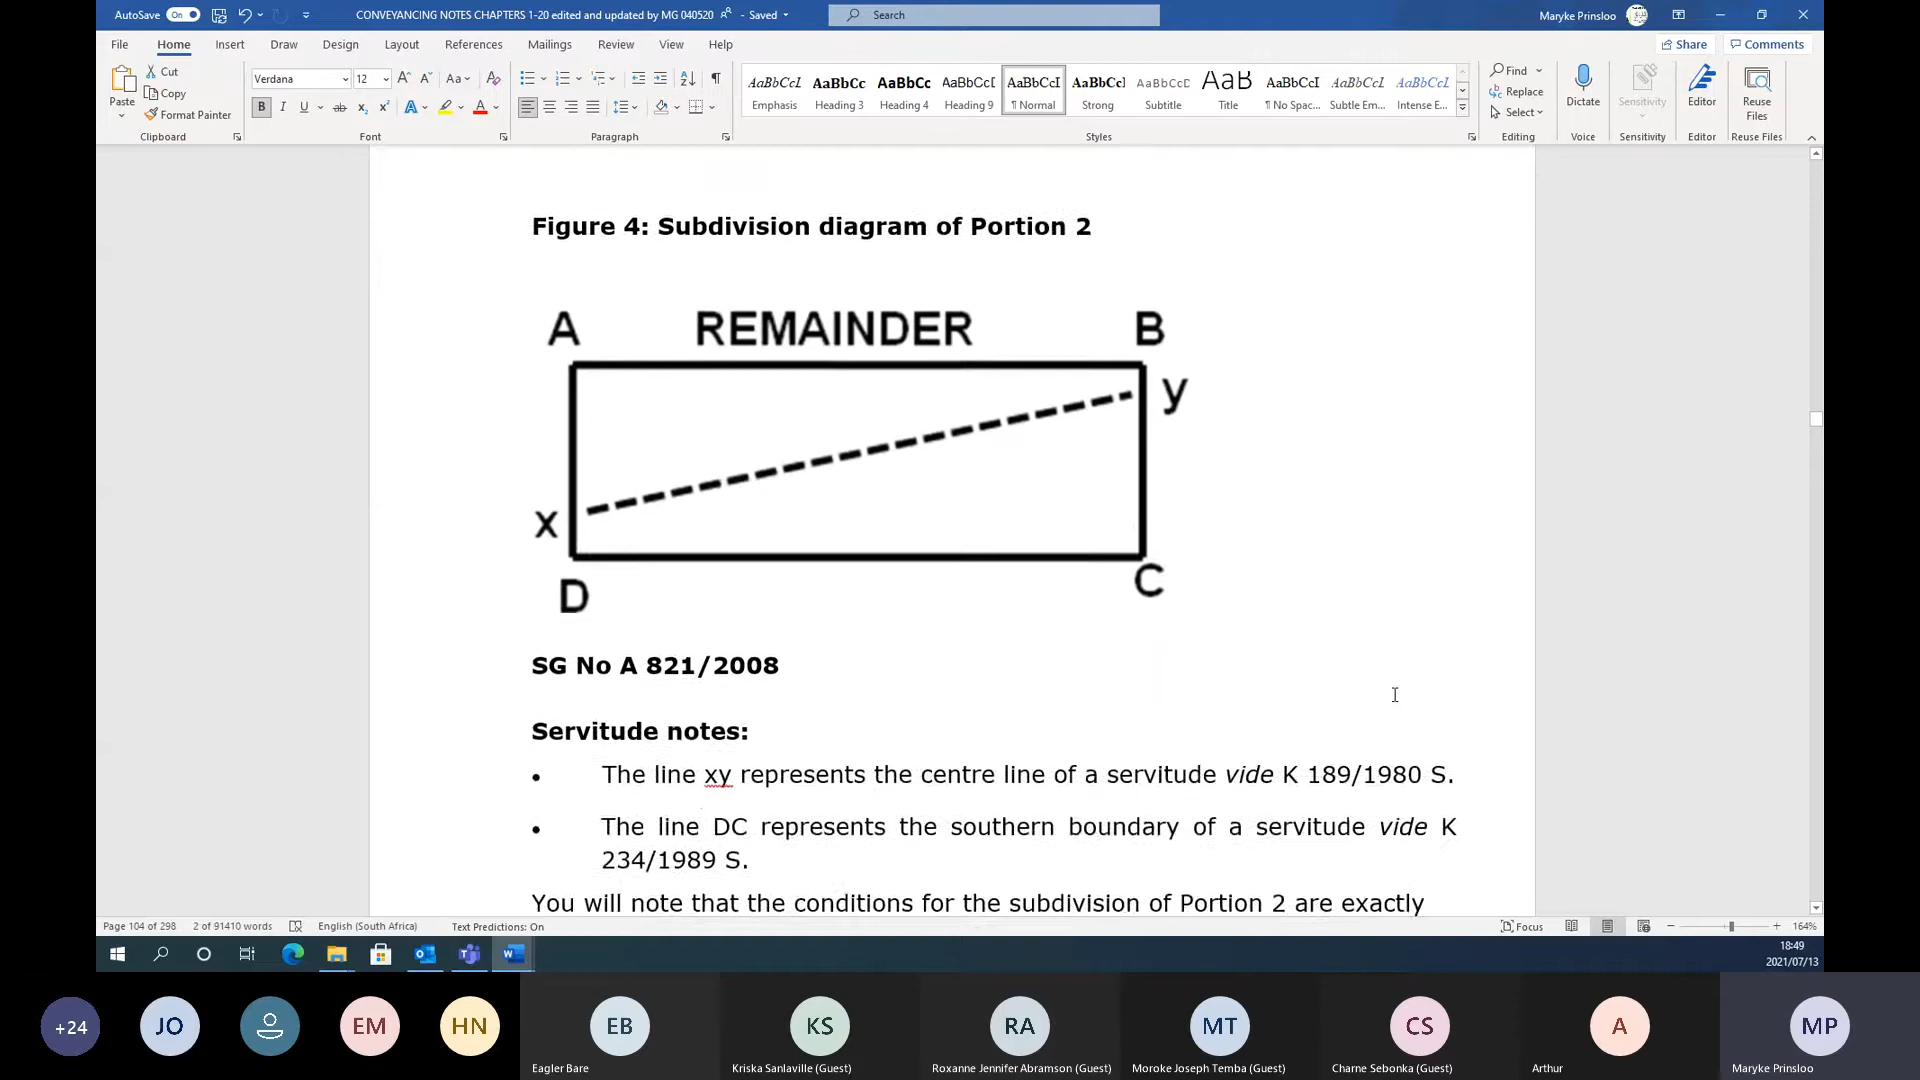 AutoSave On CONVEYANCING NOTES CHAPTERS 1-20 edited and updated by MG 040520 - Saved Search Maryke Prinsloo
File Home Insert Draw Design Layout References Mailings Review View Help Share Comments
Paste
Cut
Copy
Format Painter
Clipboard
Verdana 12
Font
Paragraph
AaBbCcI AaBbCc AaBbCc AaBbCcI AaBbCcI AaBbCcI AaBbCcD AaB AaBbCcI AaBbCcL AaBbCcL
Emphasis Heading 3 Heading 4 Heading 9 ¶ Normal Strong Subtitle Title ¶ No Spac... Subtle Em... Intense E...
Styles
Find
Replace
Select
Editing
Dictate
Voice
Sensitivity
Sensitivity
Editor
Editor
Reuse Files
Reuse Files
Figure 4: Subdivision diagram of Portion 2
A REMAINDER B
y
x
D C
SG No A 821/2008
Servitude notes:
• The line xy represents the centre line of a servitude vide K 189/1980 S.
• The line DC represents the southern boundary of a servitude vide K
234/1989 S.
You will note that the conditions for the subdivision of Portion 2 are exactly
Page 104 of 298 2 of 91410 words English (South Africa) Text Predictions: On Focus 164%
18:49
2021/07/13
+24 JO EM HN EB KS RA MT CS A MP
Eagler Bare Kriska Sanlaville (Guest) Roxanne Jennifer Abramson (Guest) Moroke Joseph Temba (Guest) Charne Sebonka (Guest) Arthur Maryke Prinsloo